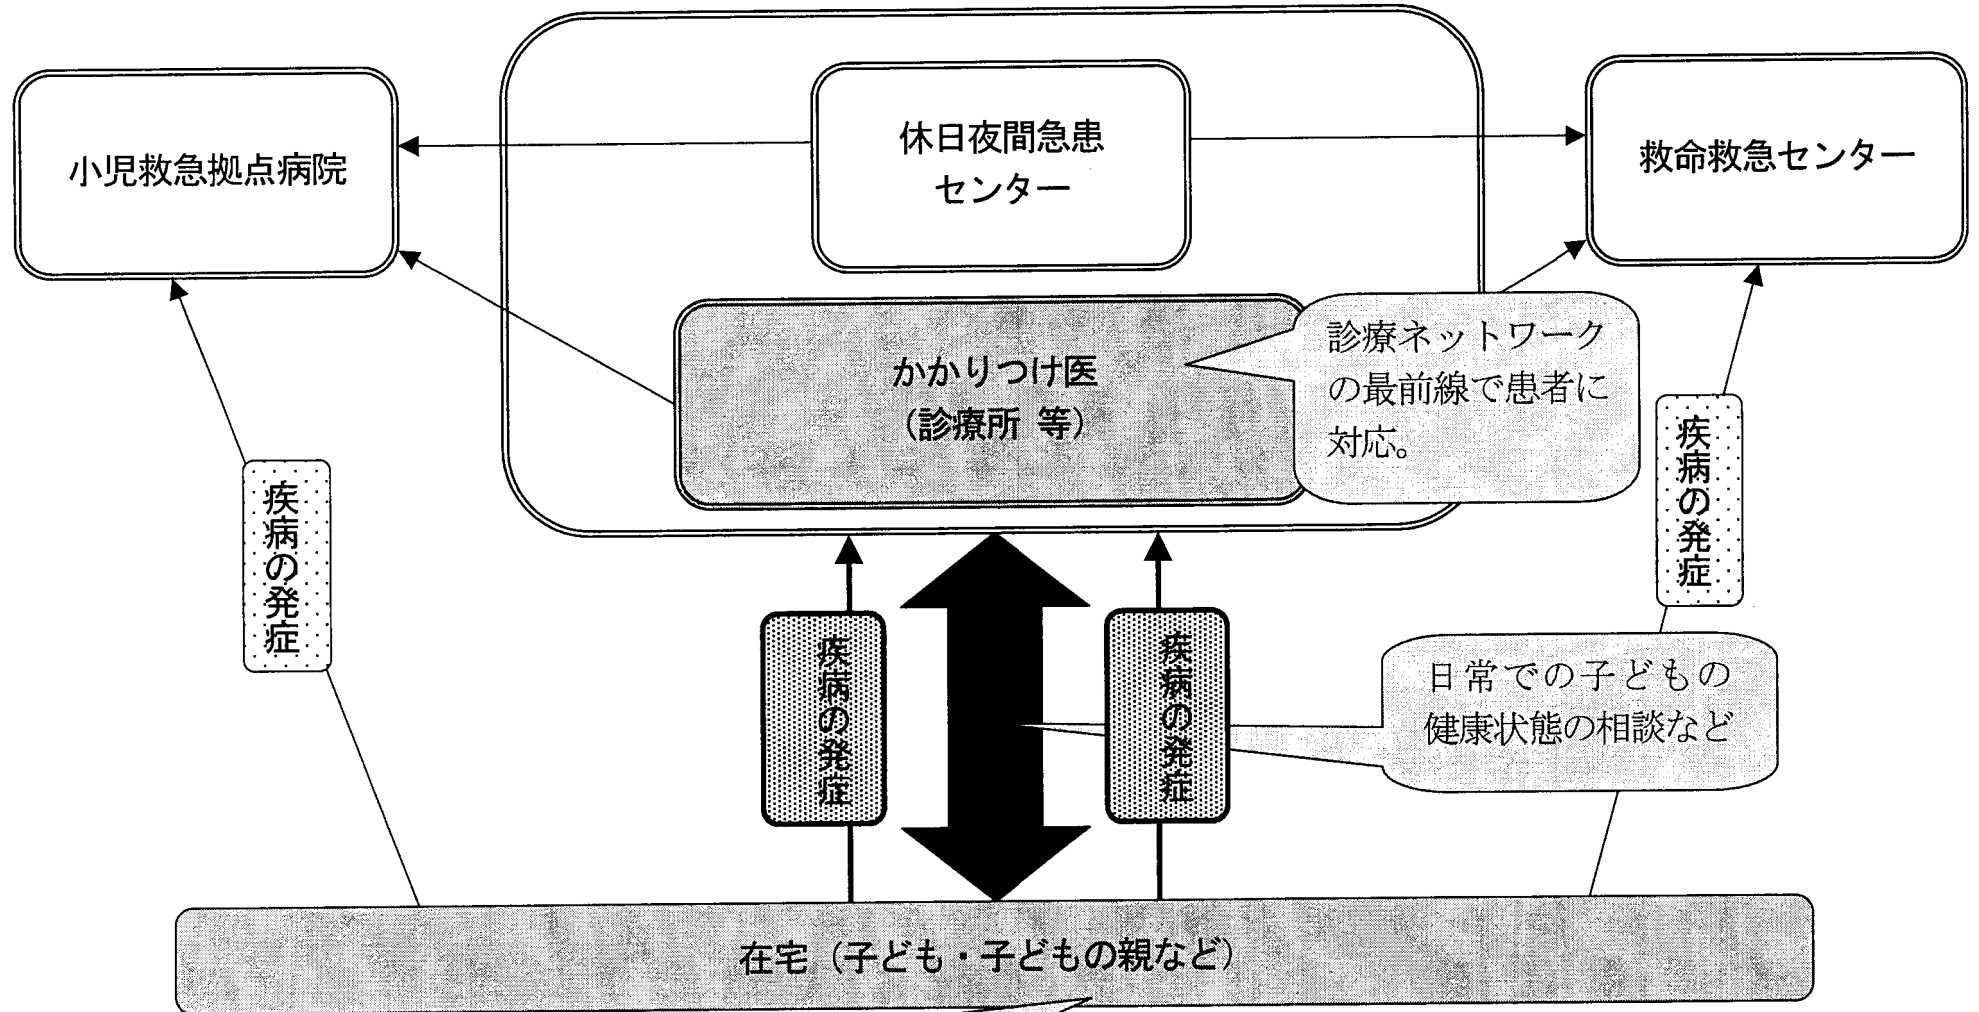 小児救急拠点病院
休日夜間急患
センター
救命救急センター
かかりつけ医
（診療所 等）
診療ネットワーク
の最前線で患者に
対応。
疾病の発症
疾病の発症
疾病の発症
疾病の発症
日常での子どもの
健康状態の相談など
在宅（子ども・子どもの親など）